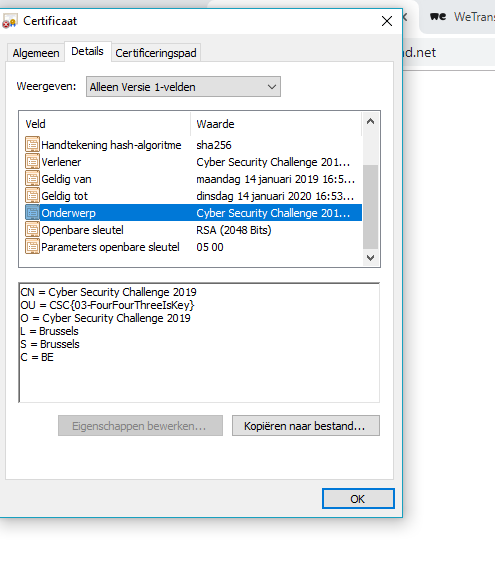 Certificaat
WeTrans
d.net
Algemeen Details Certificeringspad
Weergeven: Alleen Versie 1-velden
Veld Waarde
Handtekening hash-algoritme sha256
Verlener Cyber Security Challenge 201...
Geldig van maandag 14 januari 2019 16:5...
Geldig tot dinsdag 14 januari 2020 16:53...
Onderwerp Cyber Security Challenge 201...
Openbare sleutel RSA (2048 Bits)
Parameters openbare sleutel 05 00
CN = Cyber Security Challenge 2019
OU = CSC{03-FourFourThreeIsKey}
O = Cyber Security Challenge 2019
L = Brussels
S = Brussels
C = BE
Eigenschappen bewerken... Kopiëren naar bestand...
OK